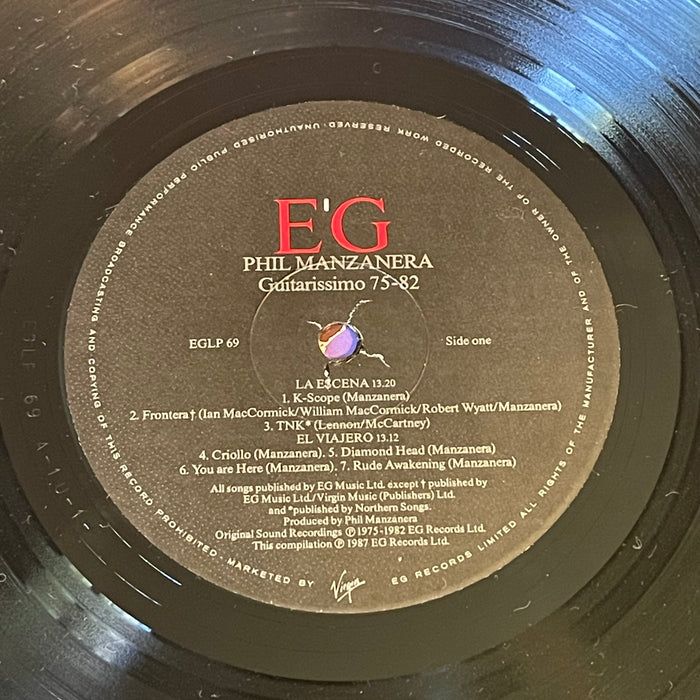 E'G
PHIL MANZANERA
Guitarissimo 75-82
EGLP 69
Side one
LA ESCENA 13.20
1. K-Scope (Manzanera)
2. Frontera† (Ian MacCormick/William MacCormick/Robert Wyatt/Manzanera)
3. TNK* (Lennon/McCartney)
EL VIAJERO 13.12
4. Criollo (Manzanera). 5. Diamond Head (Manzanera)
6. You are Here (Manzanera). 7. Rude Awakening (Manzanera)
All songs published by EG Music Ltd. except † published by
EG Music Ltd./Virgin Music (Publishers) Ltd.
and *published by Northern Songs.
Produced by Phil Manzanera
Original Sound Recordings ℗ 1975-1982 EG Records Ltd.
This compilation ℗ 1987 EG Records Ltd.
MARKETED BY Virgin EG RECORDS LIMITED ALL RIGHTS OF THE MANUFACTURER AND OF THE OWNER OF THE RECORDED WORK RESERVED · UNAUTHORISED PUBLIC PERFORMANCE BROADCASTING AND COPYING OF THIS RECORD PROHIBITED ·
EGLP 69 A-1U-1